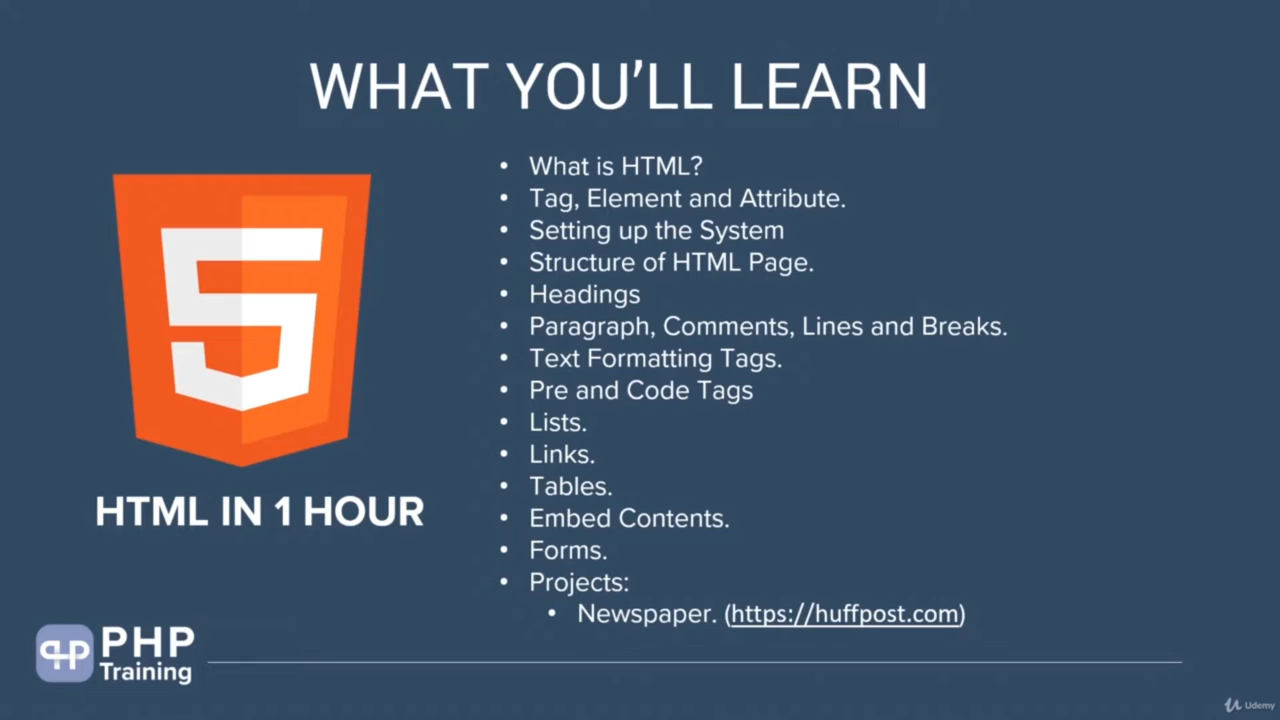 WHAT YOU'LL LEARN
• What is HTML?
• Tag, Element and Attribute.
• Setting up the System
• Structure of HTML Page.
• Headings
• Paragraph, Comments, Lines and Breaks.
• Text Formatting Tags.
• Pre and Code Tags
• Lists.
• Links.
• Tables.
• Embed Contents.
• Forms.
• Projects:
• Newspaper. (https://huffpost.com)
HTML IN 1 HOUR
PHP
Training
Udemy